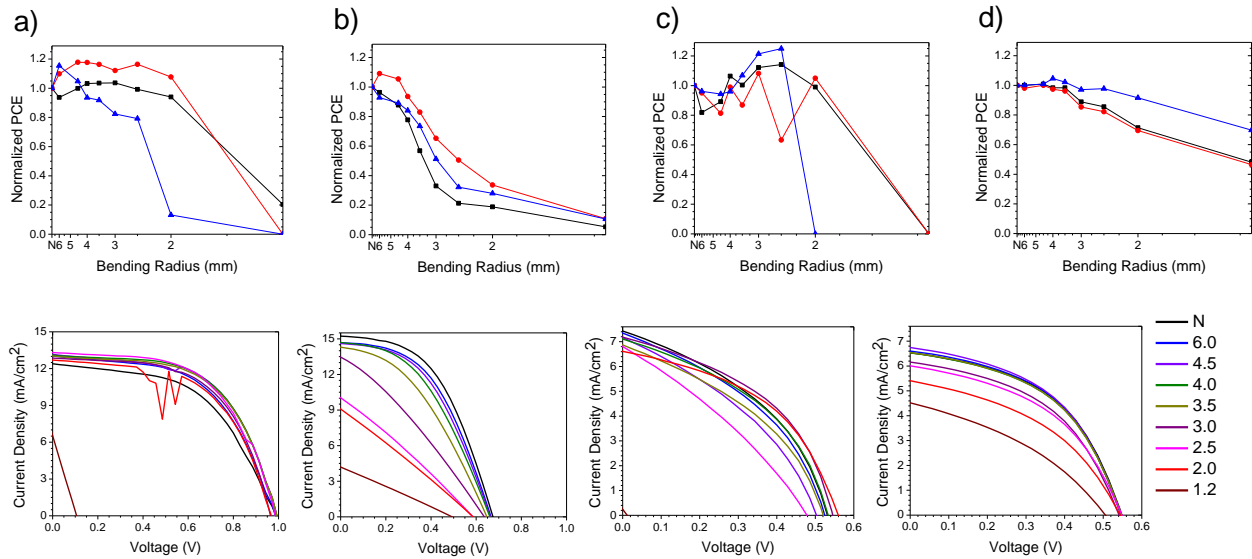 a)
b)
c)
d)
Normalized PCE
1.2
1.0
0.8
0.6
0.4
0.2
0.0
N6 5 4 3 2
Bending Radius (mm)
Normalized PCE
1.2
1.0
0.8
0.6
0.4
0.2
0.0
N6 5 4 3 2
Bending Radius (mm)
Normalized PCE
1.2
1.0
0.8
0.6
0.4
0.2
0.0
N6 5 4 3 2
Bending Radius (mm)
Normalized PCE
1.2
1.0
0.8
0.6
0.4
0.2
0.0
N6 5 4 3 2
Bending Radius (mm)
Current Density (mA/cm²)
15
12
9
6
3
0
0.0 0.2 0.4 0.6 0.8 1.0
Voltage (V)
Current Density (mA/cm²)
15
12
9
6
3
0
0.0 0.2 0.4 0.6 0.8 1.0
Voltage (V)
Current Density (mA/cm²)
7
6
5
4
3
2
1
0
0.0 0.1 0.2 0.3 0.4 0.5 0.6
Voltage (V)
Current Density (mA/cm²)
7
6
5
4
3
2
1
0
0.0 0.1 0.2 0.3 0.4 0.5 0.6
Voltage (V)
N
6.0
4.5
4.0
3.5
3.0
2.5
2.0
1.2